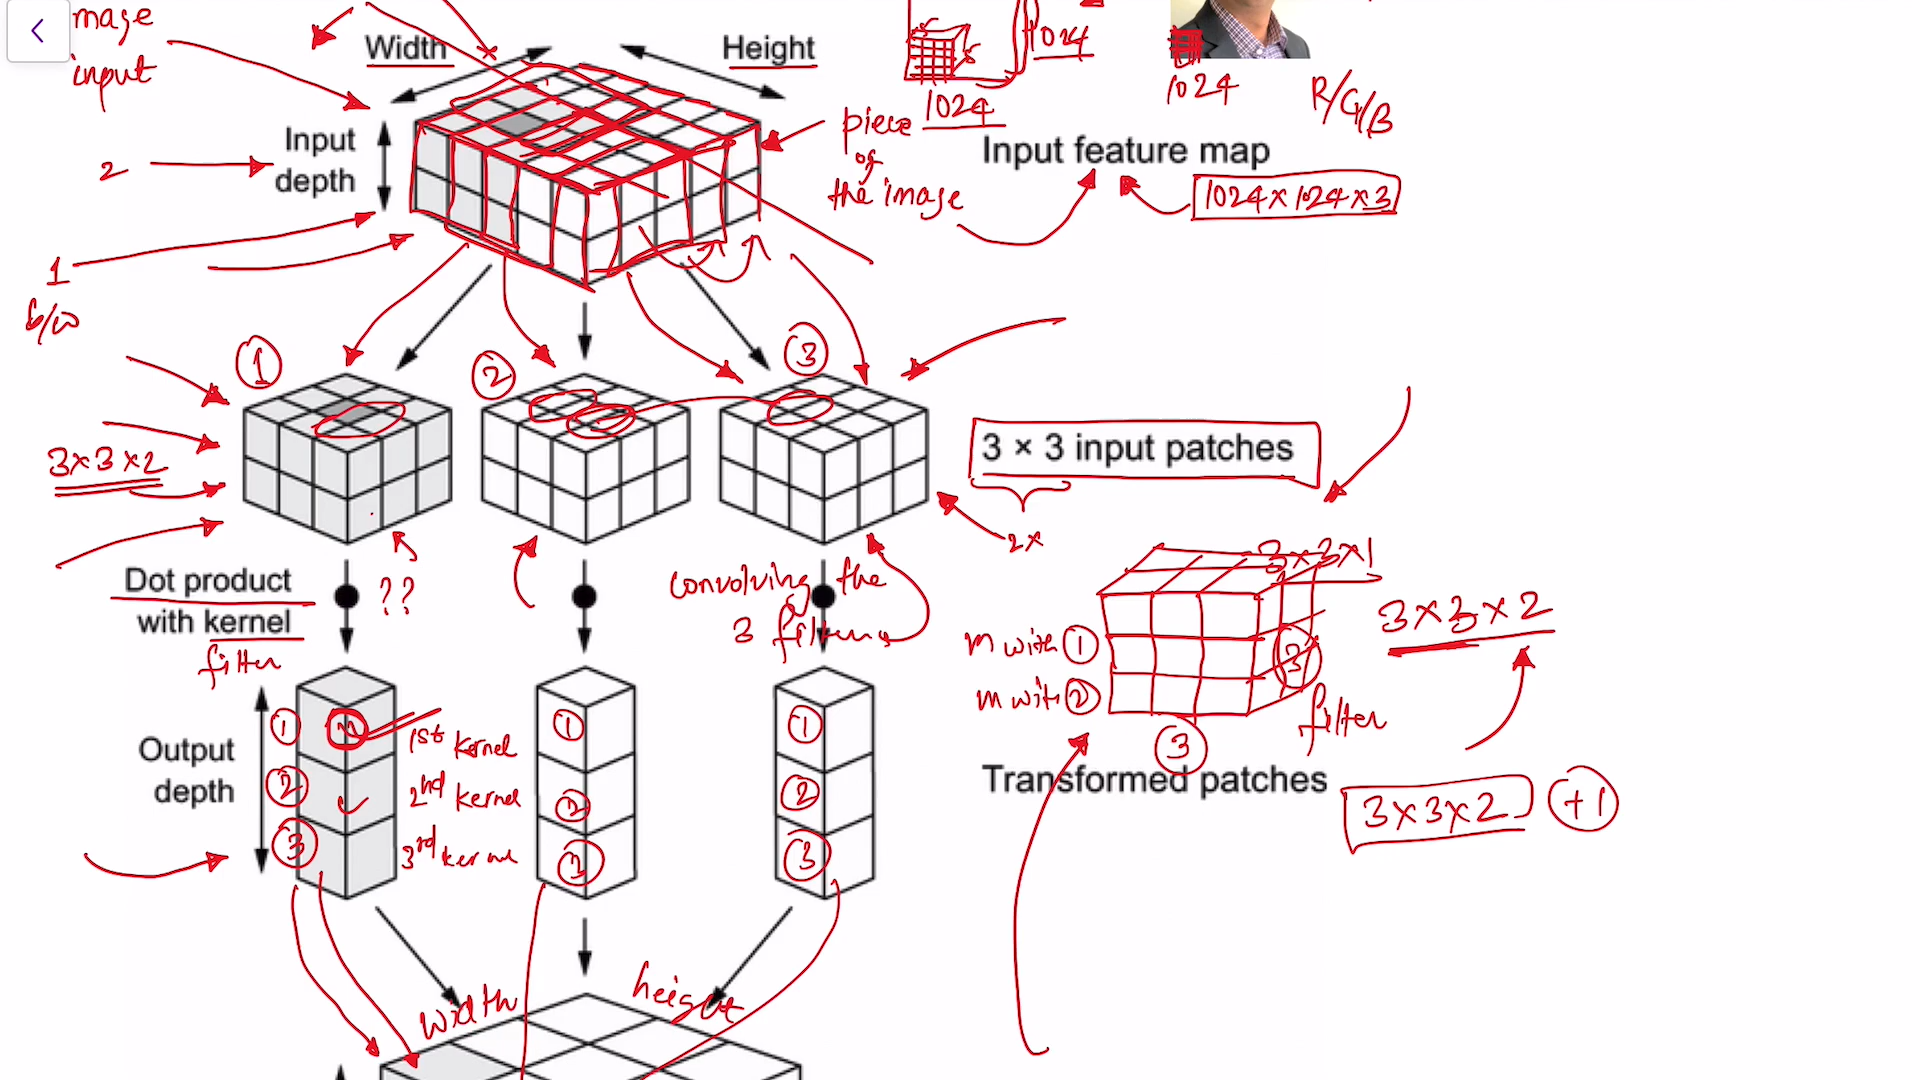 mage
input
Width
Height
1024
1024
1024
R/G/B
piece
of
the image
Input feature map
1024 x 1024 x 3
Input
depth
2
1
b/w
1
2
3
3x3x2
3 × 3 input patches
2x
Dot product
with kernel
filter
??
convolving the
3 filters
3x3x1
3x3x2
m with 1
m with 2
3
3
filter
Output
depth
1
m
1st kernel
2
2nd kernel
3
3rd kernel
1
2
3
1
2
3
Transformed patches
3x3x2
+1
width
height